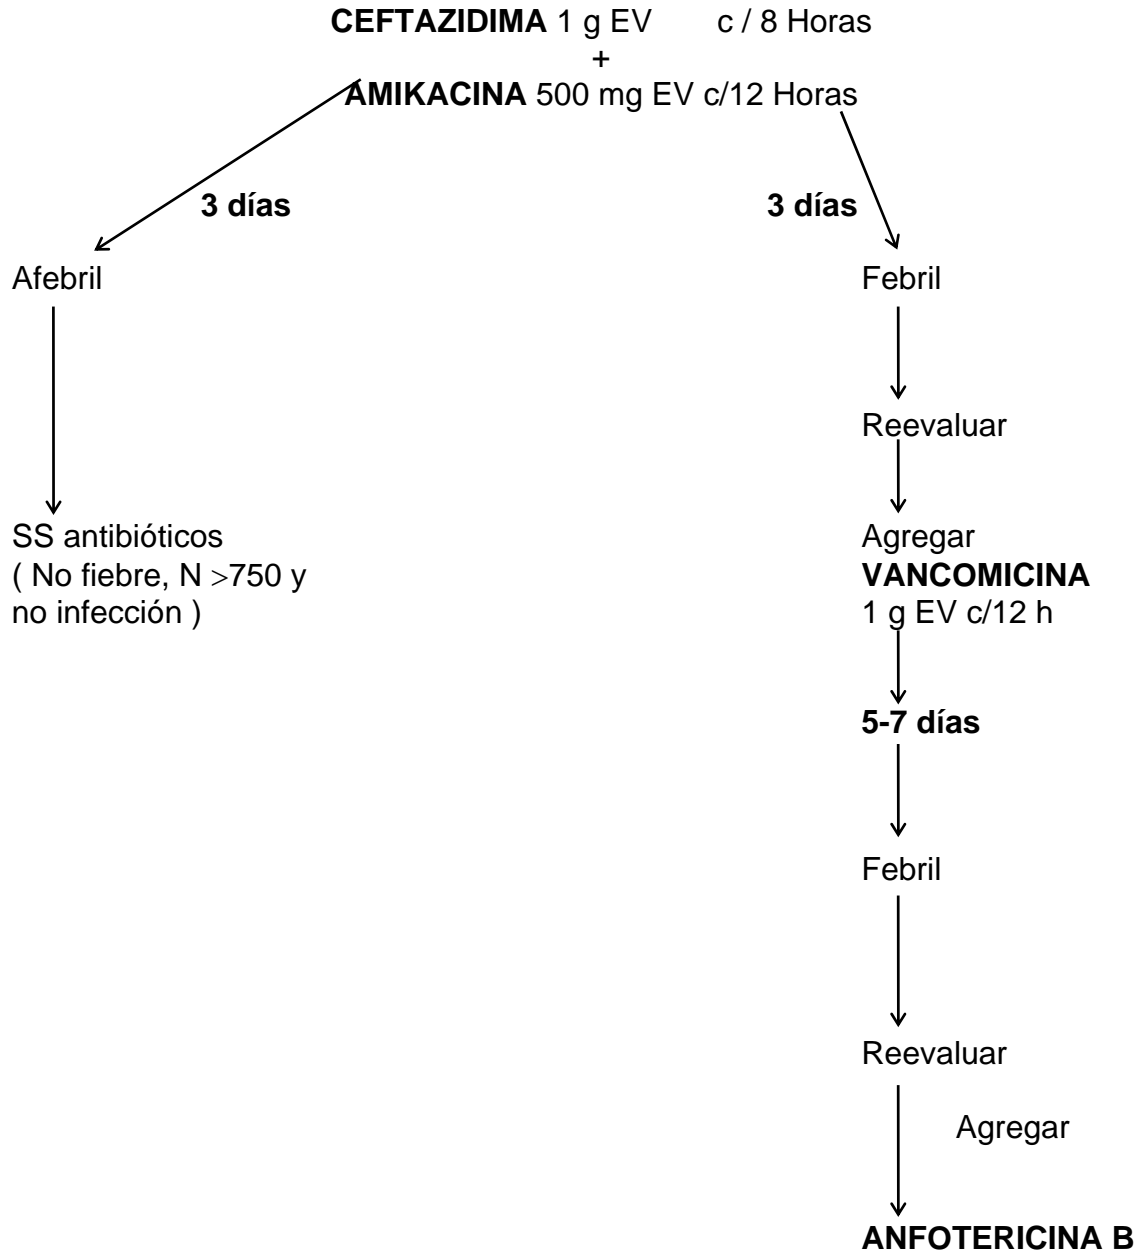 CEFTAZIDIMA 1 g EV c / 8 Horas
+
AMIKACINA 500 mg EV c/12 Horas
3 días
3 días
Afebril
Febril
Reevaluar
SS antibióticos
( No fiebre, N >750 y
no infección )
Agregar
VANCOMICINA
1 g EV c/12 h
5-7 días
Febril
Reevaluar
Agregar
ANFOTERICINA B